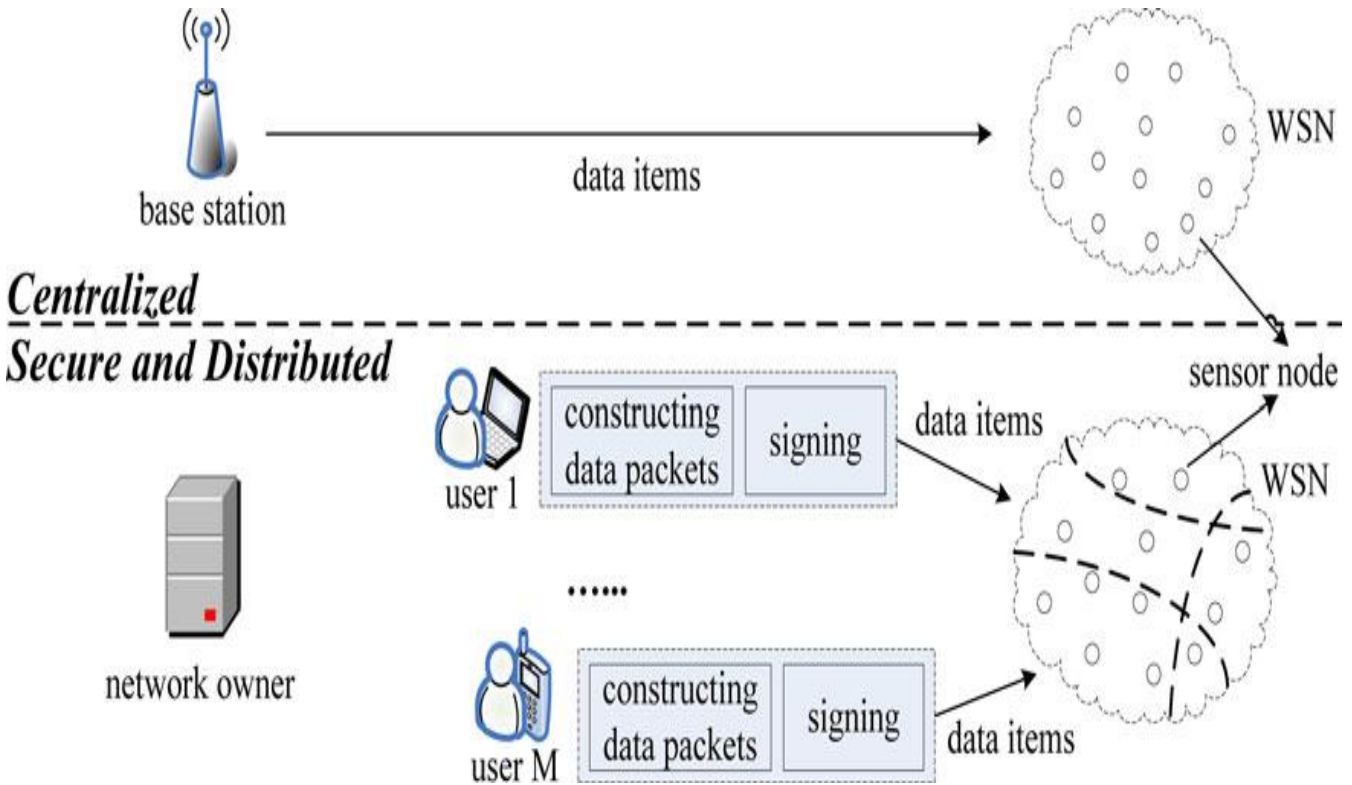 WSN
data items
base station
Centralized
Secure and Distributed
sensor node
constructing
data packets
signing
data items
user 1
WSN
......
network owner
constructing
data packets
signing
data items
user M